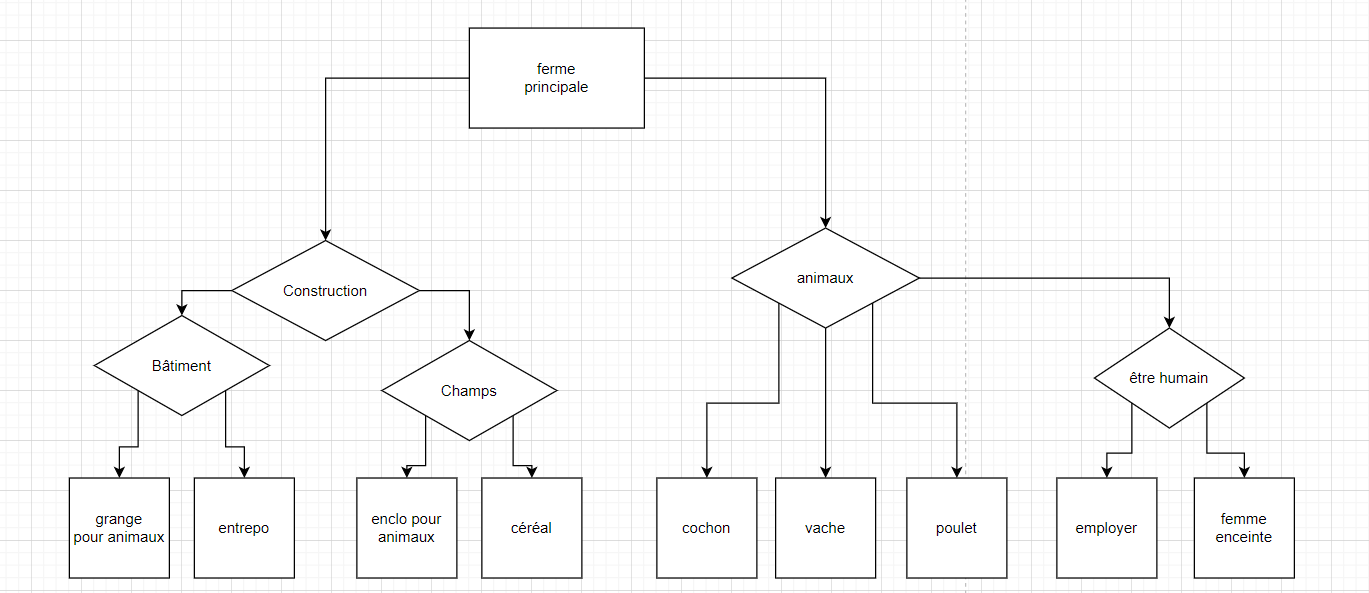 ferme
principale
Construction
animaux
Bâtiment
Champs
être humain
grange
pour animaux
entrepo
enclo pour
animaux
céréal
cochon
vache
poulet
employer
femme
enceinte